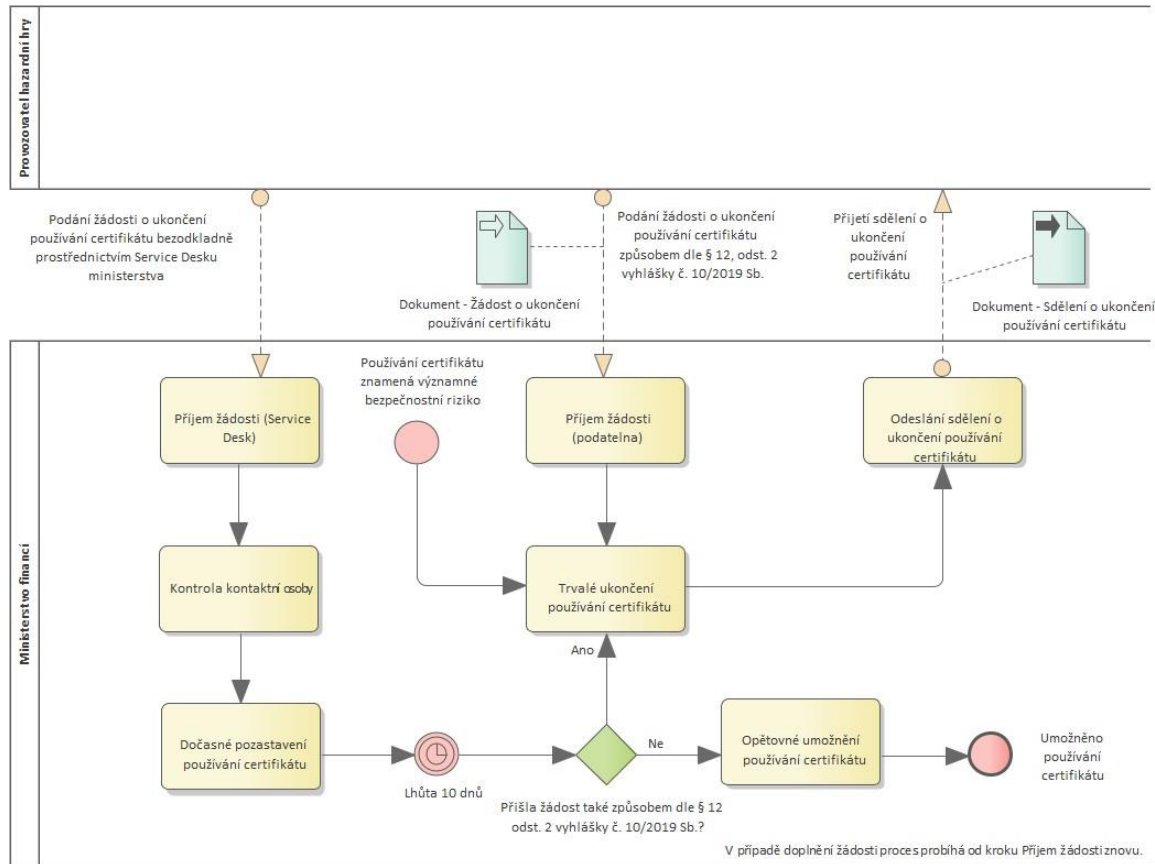 Provozovatel hazardní hry
Podání žádosti o ukončení
používání certifikátu bezodkladně
prostřednictvím Service Desku
ministerstva
Dokument - Žádost o ukončení
používání certifikátu
Podání žádosti o ukončení
používání certifikátu
způsobem dle § 12, odst. 2
vyhlášky č. 10/2019 Sb.
Přijetí sdělení o
ukončení
používání
certifikátu
Dokument - Sdělení o ukončení
používání certifikátu
Ministerstvo financí
Příjem žádosti (Service
Desk)
Používání certifikátu
znamená významné
bezpečnostní riziko
Příjem žádosti
(podatelna)
Odeslání sdělení o
ukončení používání
certifikátu
Kontrola kontaktní osoby
Trvalé ukončení
používání certifikátu
Ano
Dočasné pozastavení
používání certifikátu
Lhůta 10 dnů
Přišla žádost také způsobem dle § 12
odst. 2 vyhlášky č. 10/2019 Sb.?
Ne
Opětovné umožnění
používání certifikátu
Umožněno
používání
certifikátu
V případě doplnění žádosti proces probíhá od kroku Příjem žádosti znovu.